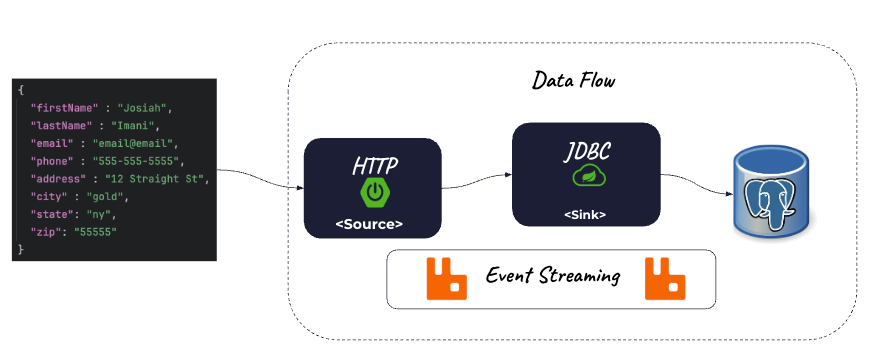 {
"firstName" : "Josiah",
"lastName" : "Imani",
"email" : "email@email",
"phone" : "555-555-5555",
"address" : "12 Straight St",
"city" : "gold",
"state": "ny",
"zip": "55555"
}
Data Flow
HTTP
<Source>
JDBC
<Sink>
Event Streaming